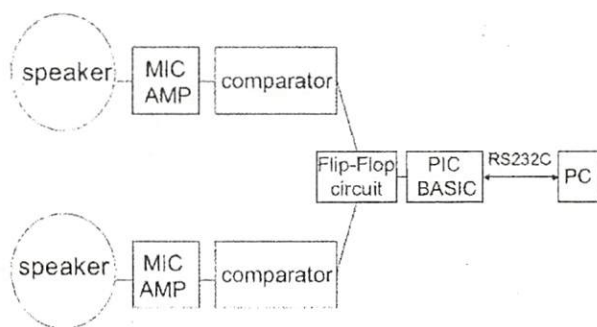 speaker
MIC
AMP
comparator
Flip-Flop
circuit
PIC
BASIC
RS232C
PC
speaker
MIC
AMP
comparator